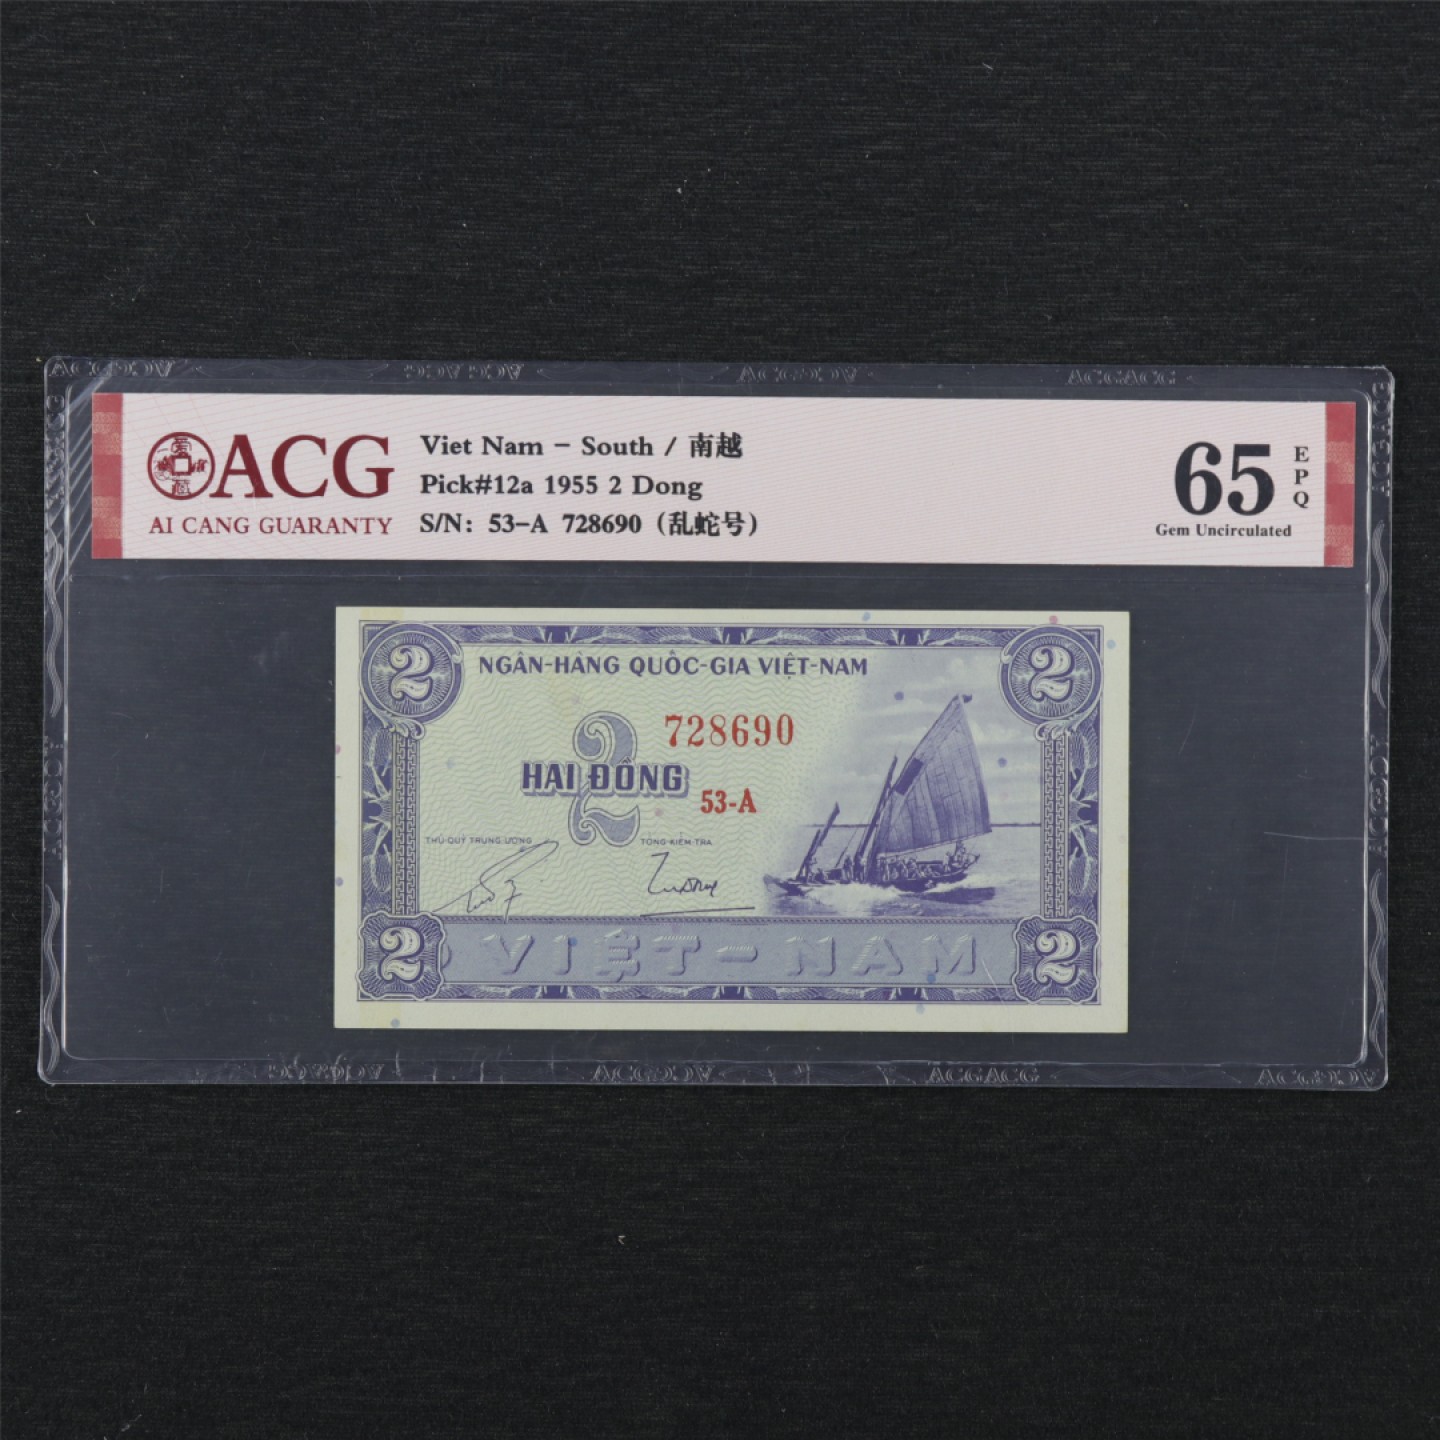 ACG
AI CANG GUARANTY
Viet Nam – South / 南越
Pick#12a 1955 2 Dong
S/N: 53-A 728690 (乱蛇号)
65
EPQ
Gem Uncirculated
2
2
NGÂN-HÀNG QUỐC-GIA VIỆT-NAM
728690
2
HAI ĐỒNG
53-A
THỦ-QUỸ TRUNG-ƯƠNG
TỔNG-KIỂM-TRA
VIỆT-NAM
2
2
ACGACG
ACGACG